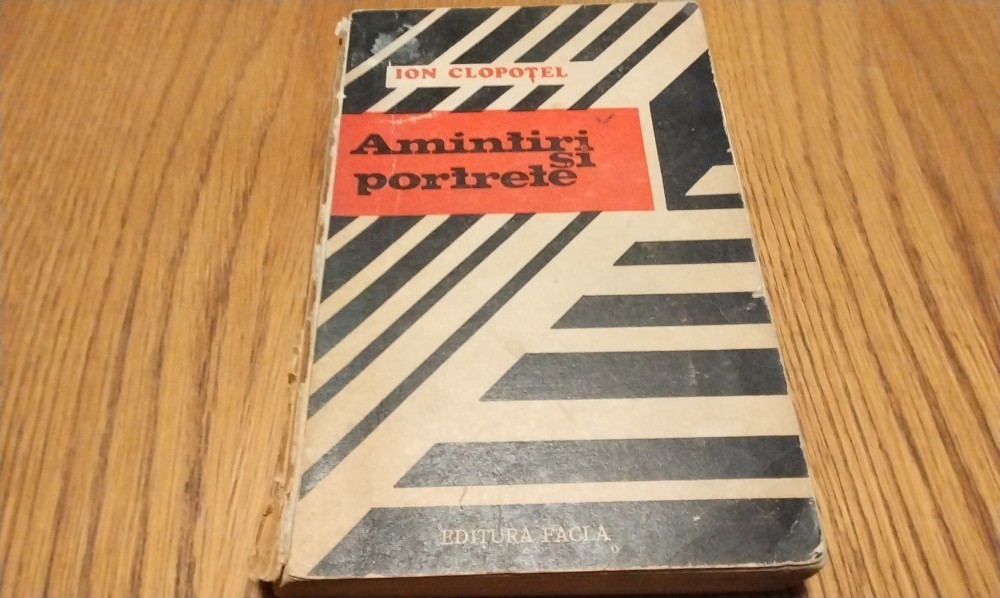 ION CLOPOȚEL
Amintiri
și
portrete
EDITURA FACLA